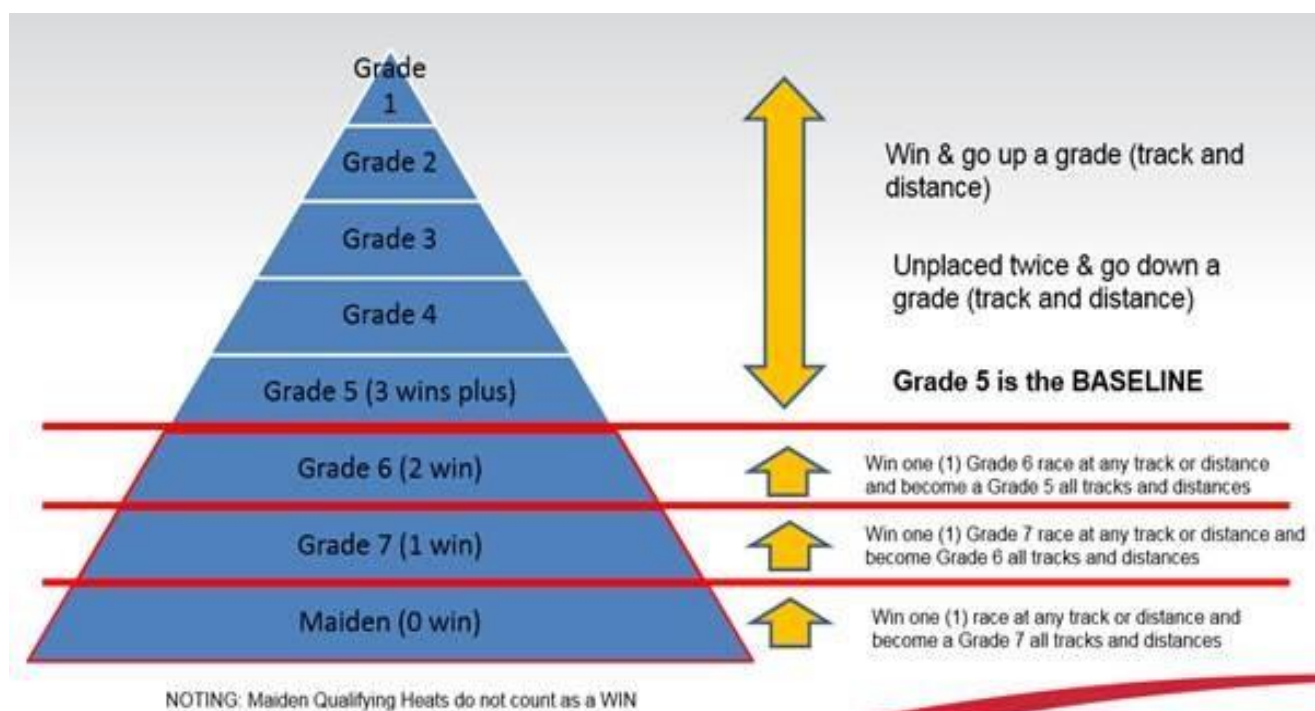 Grade
1
Grade 2
Grade 3
Grade 4
Grade 5 (3 wins plus)
Grade 6 (2 win)
Grade 7 (1 win)
Maiden (0 win)
Win & go up a grade (track and
distance)
Unplaced twice & go down a
grade (track and distance)
Grade 5 is the BASELINE
Win one (1) Grade 6 race at any track or distance
and become a Grade 5 all tracks and distances
Win one (1) Grade 7 race at any track or distance and
become Grade 6 all tracks and distances
Win one (1) race at any track or distance and
become a Grade 7 all tracks and distances
NOTING: Maiden Qualifying Heats do not count as a WIN